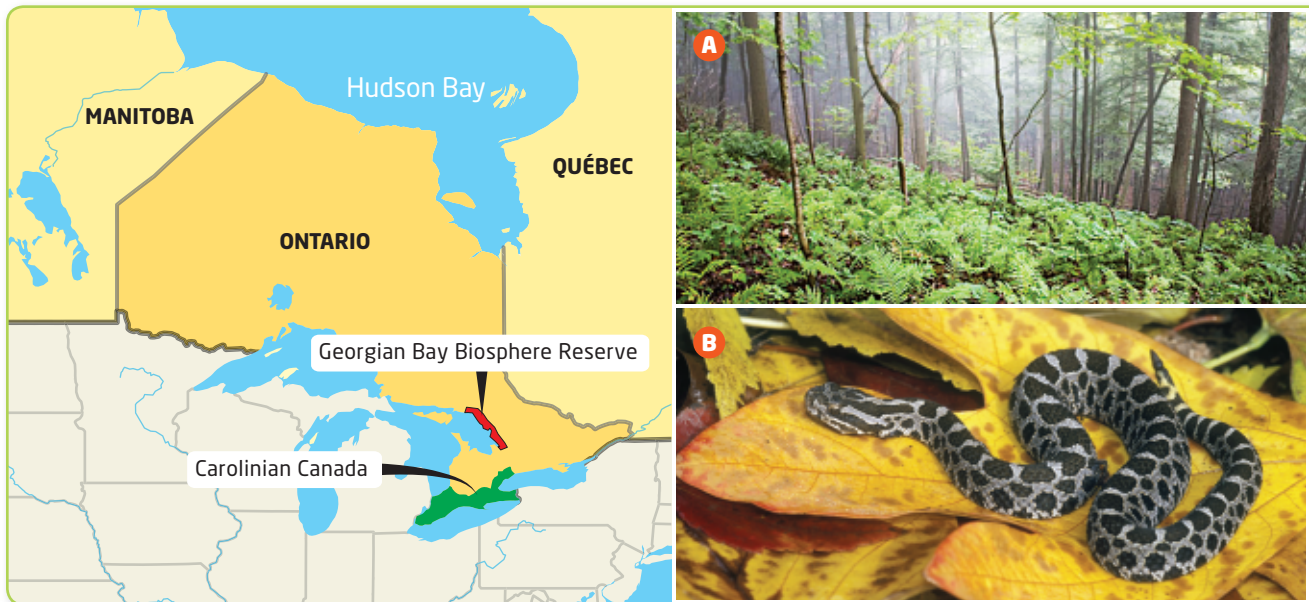 Hudson Bay
MANITOBA
QUÉBEC
ONTARIO
Georgian Bay Biosphere Reserve
Carolinian Canada
A
B